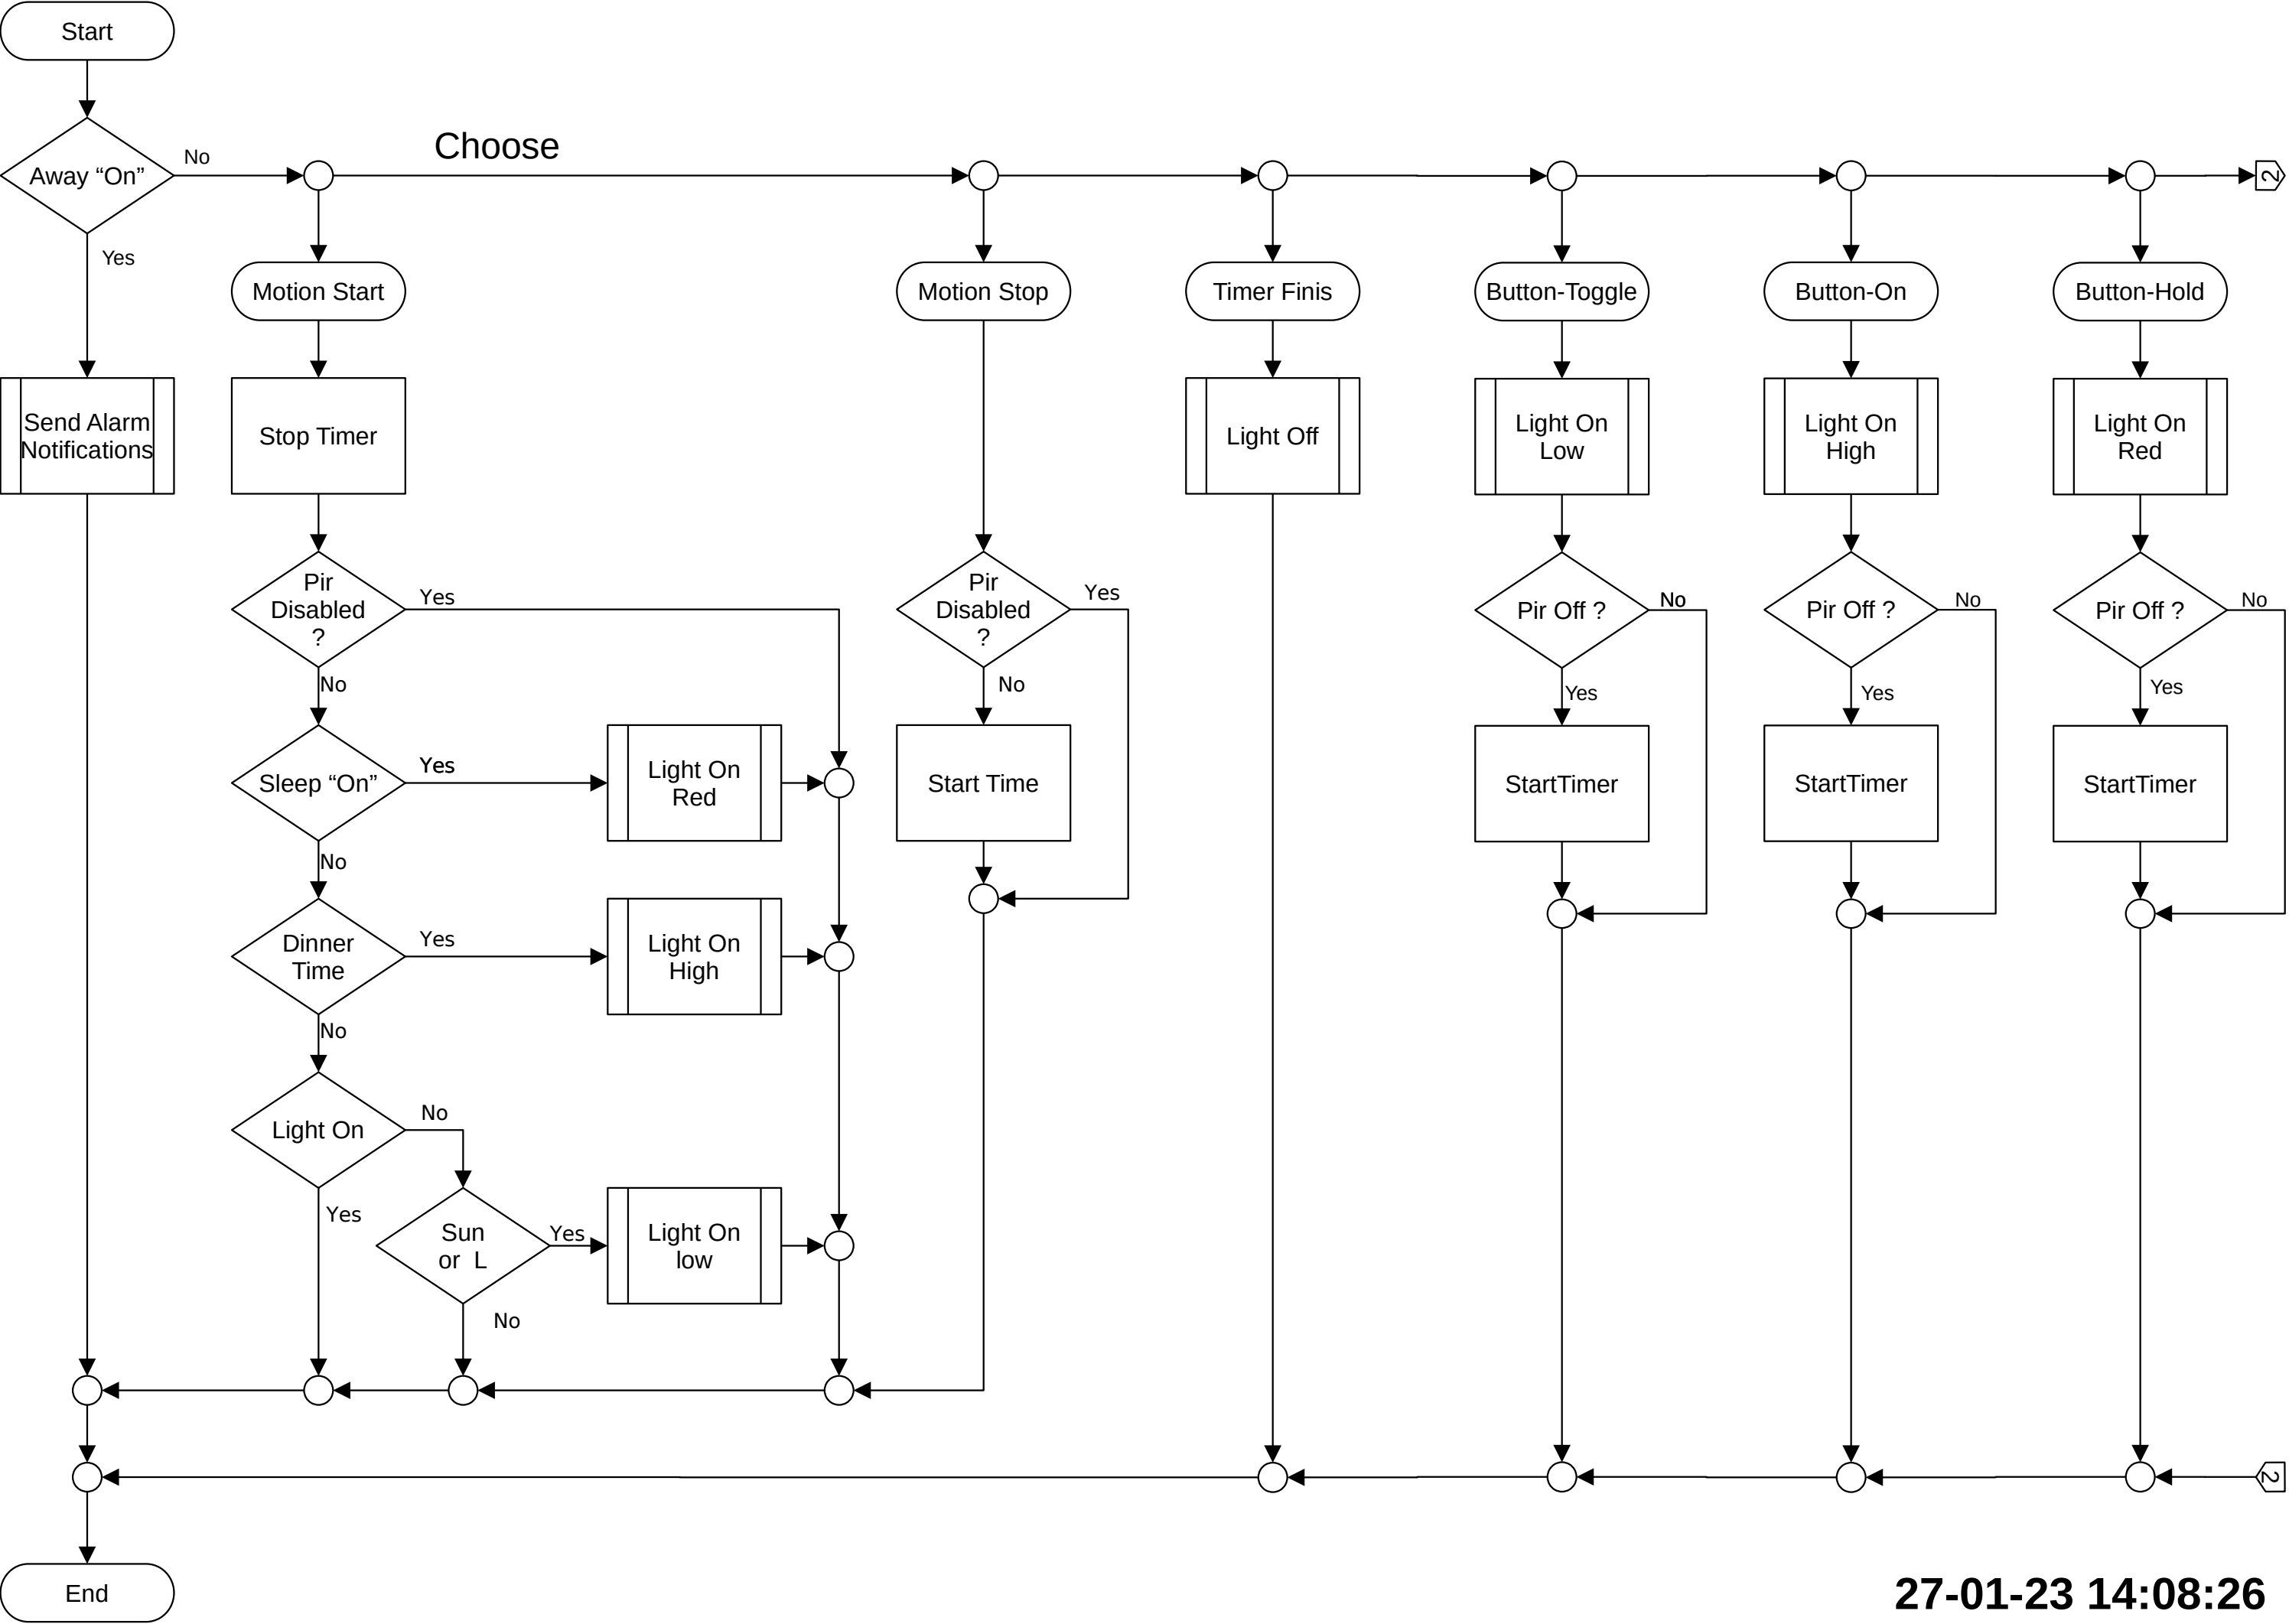 Start
Choose
No
Away “On”
2
Yes
Motion Start
Motion Stop
Timer Finis
Button-Toggle
Button-On
Button-Hold
Send Alarm
Notifications
Stop Timer
Light Off
Light On
Low
Light On
High
Light On
Red
Pir
Disabled
?
Yes
No
Pir
Disabled
?
Yes
No
Pir Off ?
No
Yes
Pir Off ?
No
Yes
Pir Off ?
No
Yes
Sleep “On”
Yes
No
Light On
Red
Start Time
StartTimer
StartTimer
StartTimer
Dinner
Time
Yes
No
Light On
High
Light On
No
Yes
Sun
or L
Yes
No
Light On
low
2
End
27-01-23 14:08:26